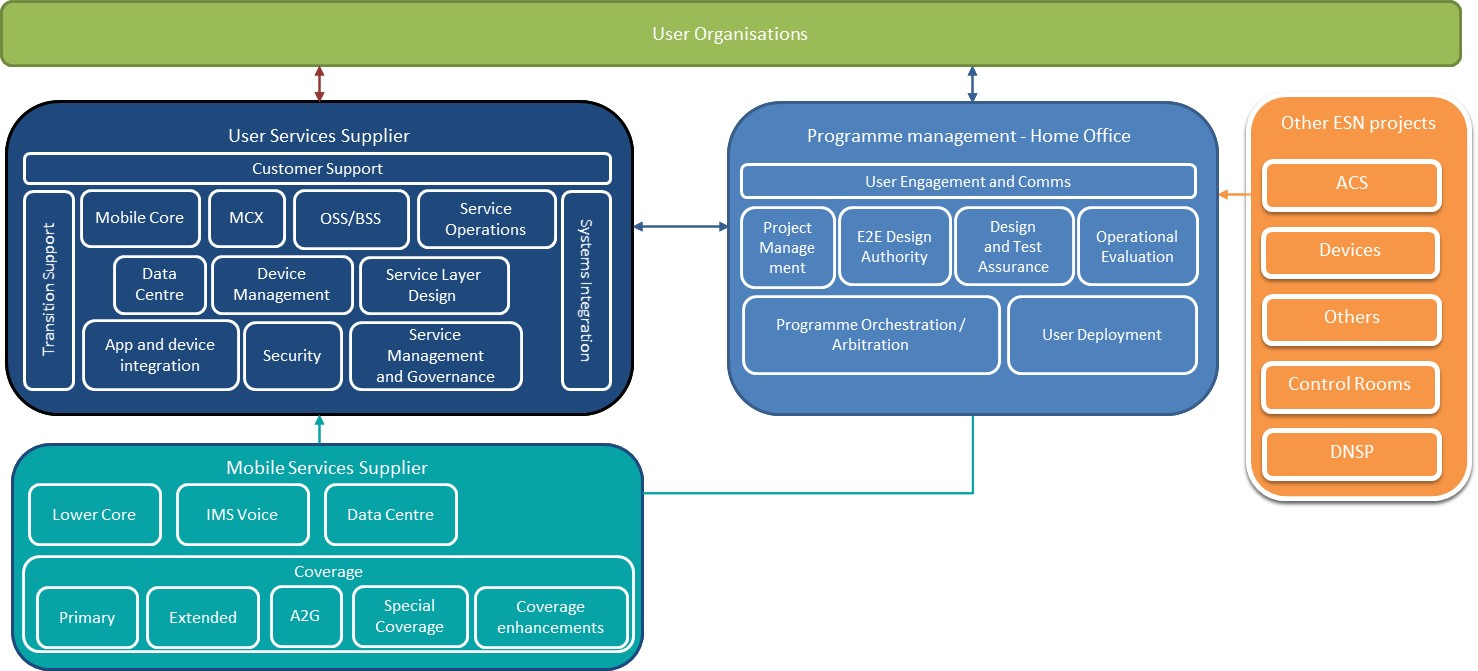 User Organisations
User Services Supplier
Customer Support
Transition Support
Mobile Core
MCX
OSS/BSS
Service
Operations
Data
Centre
Device
Management
Service Layer
Design
App and device
integration
Security
Service
Management
and Governance
Systems Integration
Programme management - Home Office
User Engagement and Comms
Project
Manage
ment
E2E Design
Authority
Design
and Test
Assurance
Operational
Evaluation
Programme Orchestration /
Arbitration
User Deployment
Other ESN projects
ACS
Devices
Others
Control Rooms
DNSP
Mobile Services Supplier
Lower Core
IMS Voice
Data Centre
Coverage
Primary
Extended
A2G
Special
Coverage
Coverage
enhancements